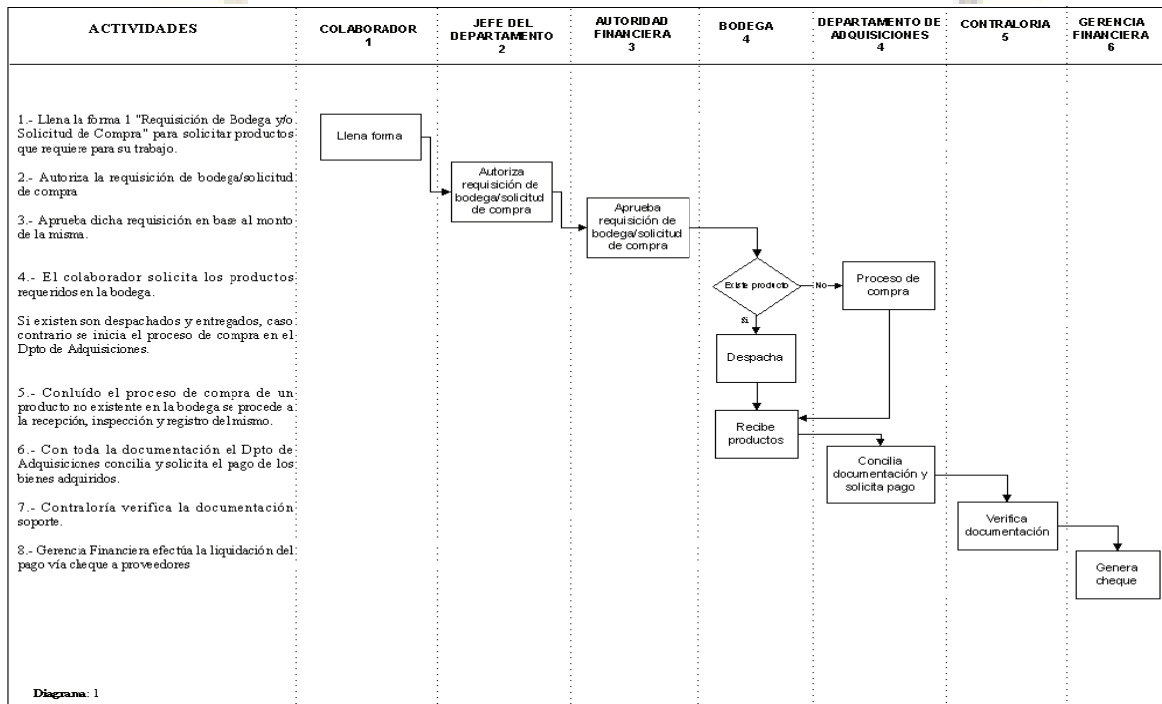 ACTIVIDADES
COLABORADOR
1
JEFE DEL
DEPARTAMENTO
2
AUTORIDAD
FINANCIERA
3
BODEGA
4
DEPARTAMENTO DE
ADQUISICIONES
4
CONTRALORIA
5
GERENCIA
FINANCIERA
6
1.- Llena la forma 1 "Requisición de Bodega y/o
Solicitud de Compra" para solicitar productos
que requiere para su trabajo.
2.- Autoriza la requisición de bodega/solicitud
de compra
3.- Aprueba dicha requisición en base al monto
de la misma.
4.- El colaborador solicita los productos
requeridos en la bodega.
Si existen son despachados y entregados, caso
contrario se inicia el proceso de compra en el
Dpto de Adquisiciones.
5.- Conluído el proceso de compra de un
producto no existente en la bodega se procede a
la recepción, inspección y registro del mismo.
6.- Con toda la documentación el Dpto de
Adquisiciones concilia y solicita el pago de los
bienes adquiridos.
7.- Contraloría verifica la documentación
soporte.
8.- Gerencia Financiera efectúa la liquidación del
pago vía cheque a proveedores
Llena forma
Autoriza
requisición de
bodega/solicitud
de compra
Aprueba
requisición de
bodega/solicitud
de compra
Existe producto
No
Si
Proceso de
compra
Despacha
Recibe
productos
Concilia
documentación y
solicita pago
Verifica
documentación
Genera
cheque
Diagrama: 1